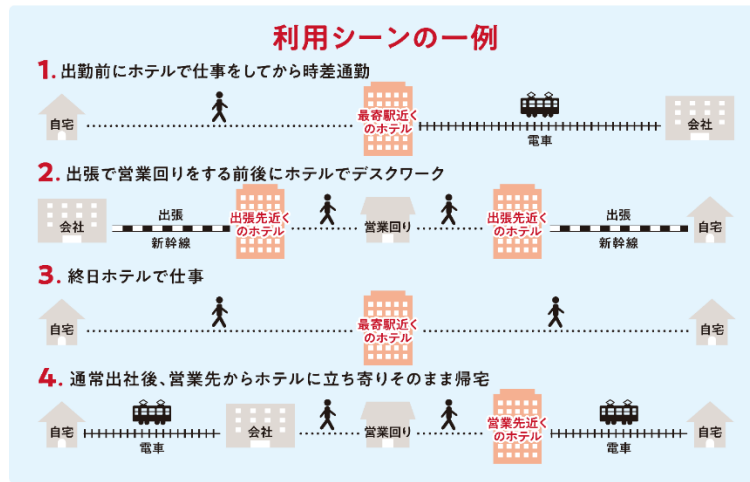 利用シーンの一例
1. 出勤前にホテルで仕事をしてから時差通勤
自宅
最寄駅近く
のホテル
電車
会社
2. 出張で営業回りをする前後にホテルでデスクワーク
会社
出張
新幹線
出張先近く
のホテル
営業回り
出張先近く
のホテル
出張
新幹線
自宅
3. 終日ホテルで仕事
自宅
最寄駅近く
のホテル
自宅
4. 通常出社後、営業先からホテルに立ち寄りそのまま帰宅
自宅
電車
会社
営業回り
営業先近く
のホテル
電車
自宅